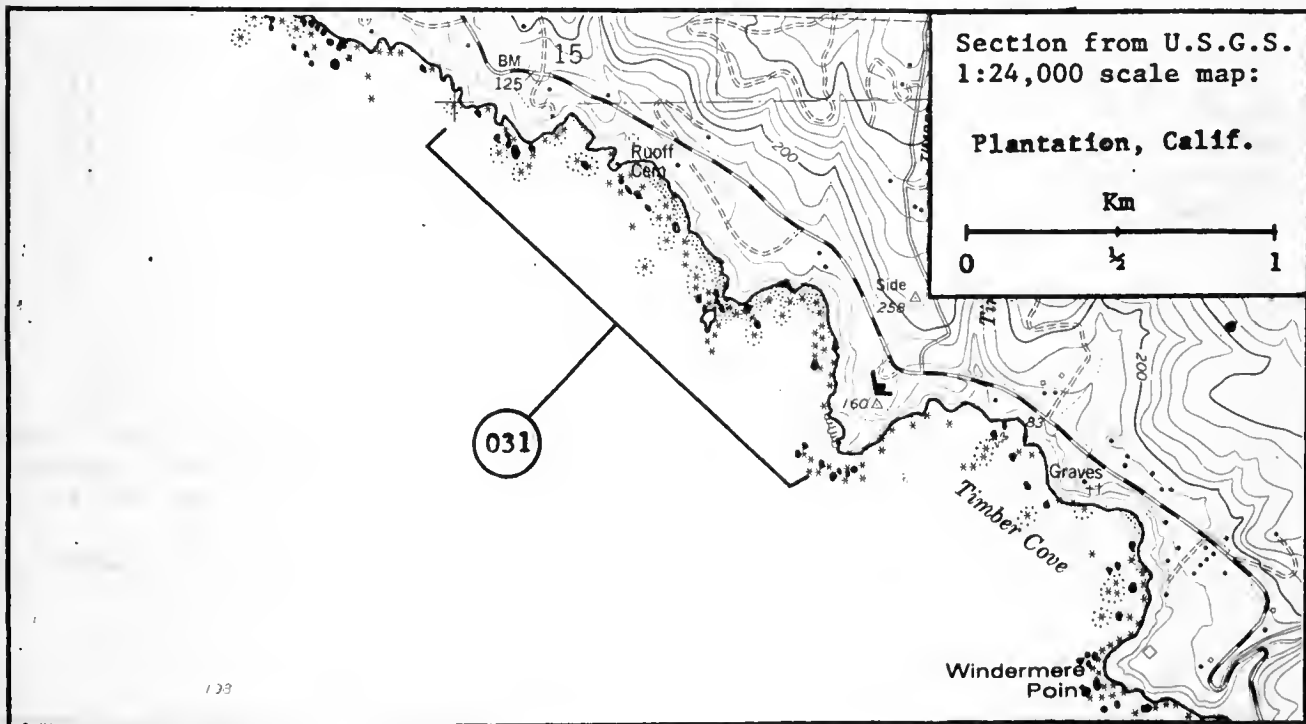 Section from U.S.G.S.
1:24,000 scale map:
Plantation, Calif.
Km
0 ½ 1
15
BM
125
Ruoff
Cem
200
Side
258
160
83
200
Graves
++
031
Timber Cove
Windermere
Point